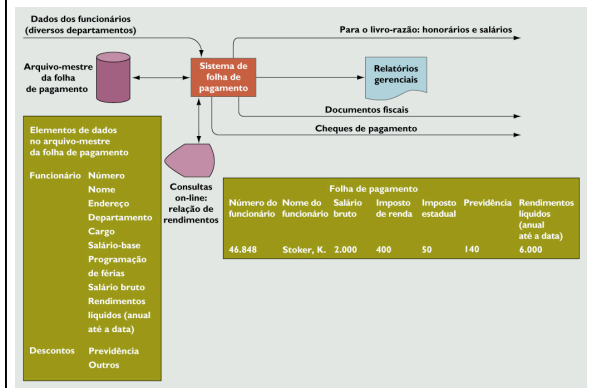 Dados dos funcionários
(diversos departamentos)
Para o livro-razão: honorários e salários
Arquivo-mestre
da folha
de pagamento
Sistema de
folha de
pagamento
Relatórios
gerenciais
Documentos fiscais
Cheques de pagamento
Elementos de dados
no arquivo-mestre
da folha de pagamento
Funcionário Número
Nome
Endereço
Departamento
Cargo
Salário-base
Programação
de férias
Salário bruto
Rendimentos
líquidos (anual
até a data)
Descontos Previdência
Outros
Consultas
on-line:
relação de
rendimentos
Folha de pagamento
Número do Nome do Salário Imposto Imposto Previdência Rendimentos
funcionário funcionário bruto de renda estadual líquidos
(anual
até a data)
46.848 Stoker, K. 2.000 400 50 140 6.000